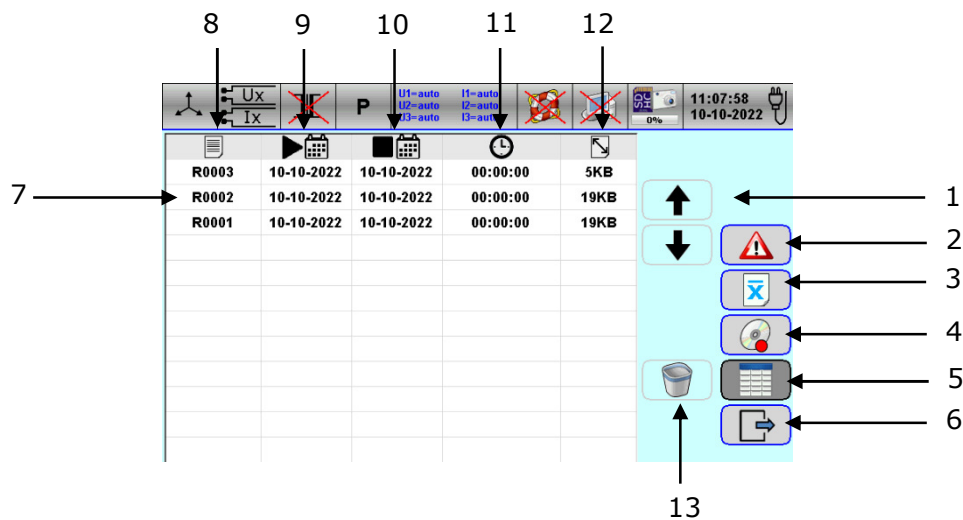 8 9 10 11 12
Ux
Ix
P
U1=auto I1=auto
U2=auto I2=auto
U3=auto I3=auto
SD HC
0%
11:07:58
10-10-2022
R0003 10-10-2022 10-10-2022 00:00:00 5KB
7 R0002 10-10-2022 10-10-2022 00:00:00 19KB 1
R0001 10-10-2022 10-10-2022 00:00:00 19KB
2
x̄ 3
4
5
6
13